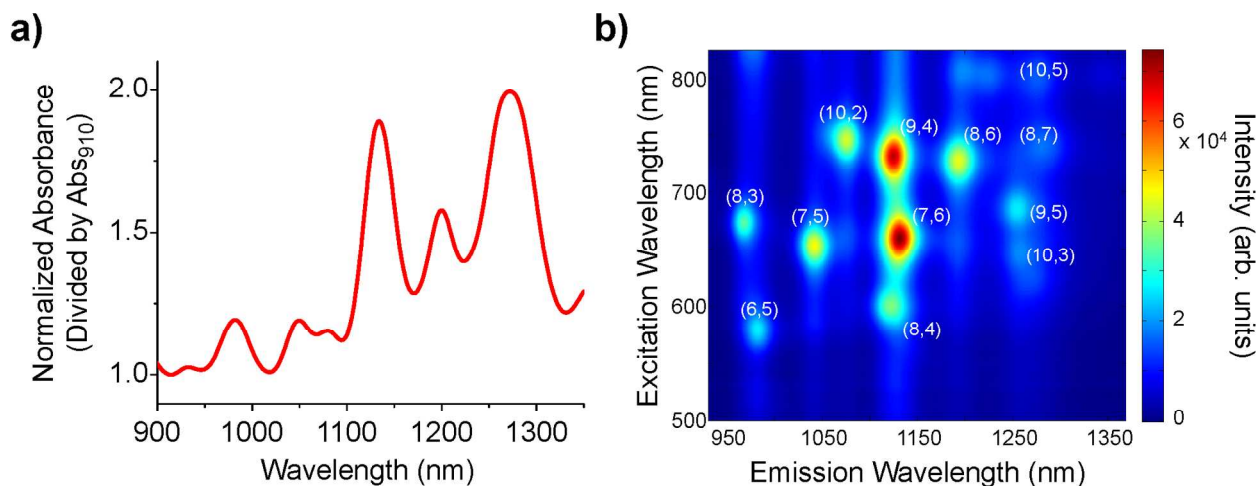 a)
Normalized Absorbance
(Divided by Abs910)
2.0
1.5
1.0
900 1000 1100 1200 1300
Wavelength (nm)
b)
Excitation Wavelength (nm)
800
700
600
500
(10,5)
(10,2)
(9,4)
(8,6)
(8,7)
(8,3)
(7,5)
(7,6)
(9,5)
(10,3)
(6,5)
(8,4)
950 1050 1150 1250 1350
Emission Wavelength (nm)
6
x 10^4
4
2
0
Intensity (arb. units)